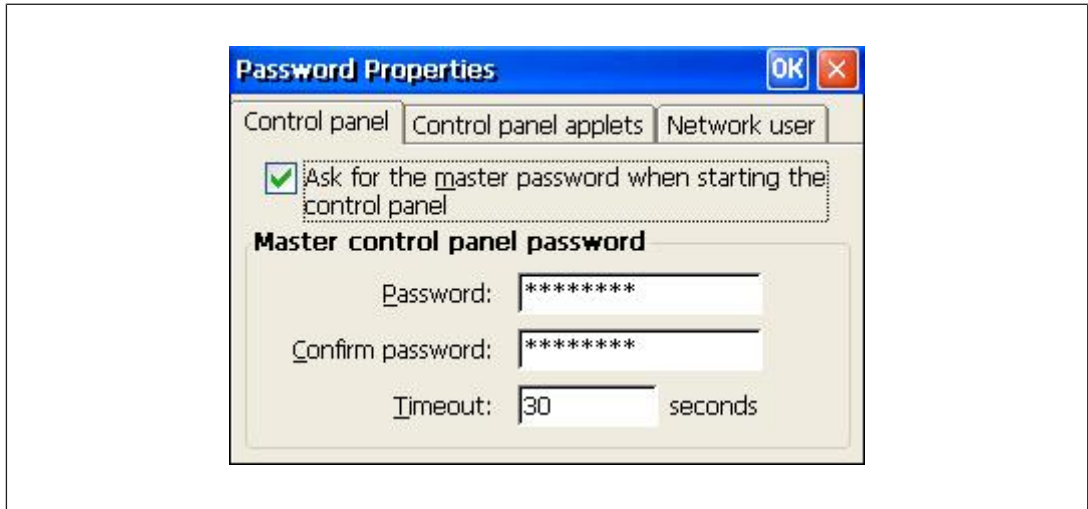 Password Properties OK
Control panel Control panel applets Network user
Ask for the master password when starting the
control panel
Master control panel password
Password: ********
Confirm password: ********
Timeout: 30 seconds